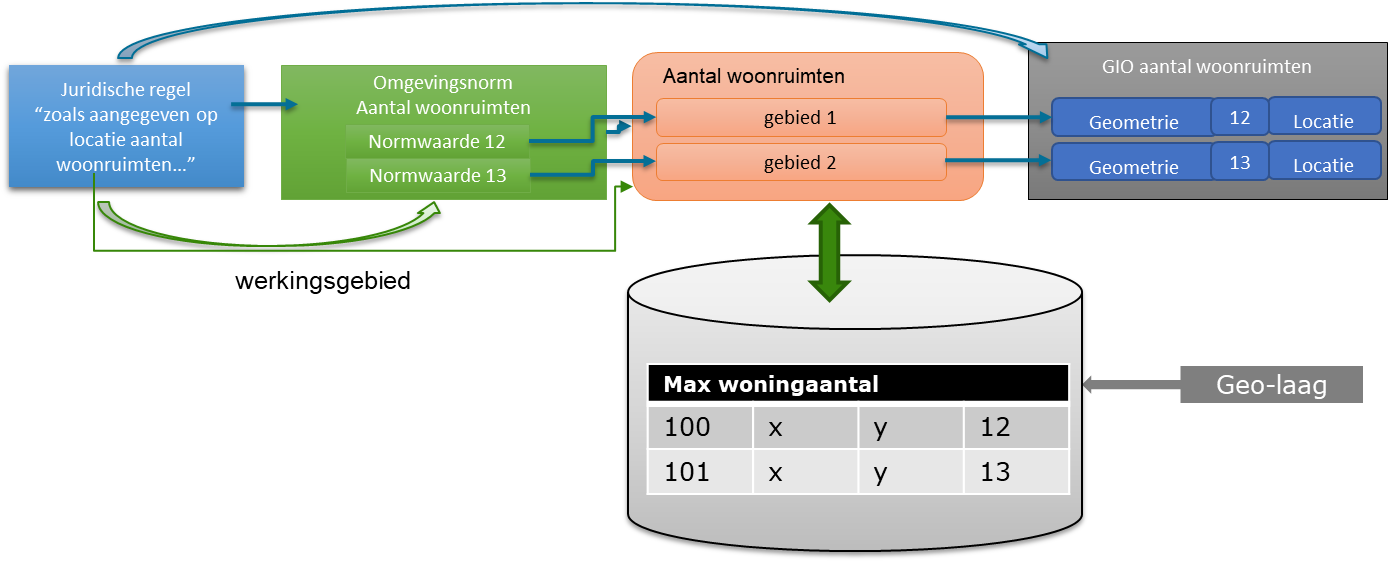 Juridische regel
“zoals aangegeven op
locatie aantal
woonruimten…”
Omgevingsnorm
Aantal woonruimten
Normwaarde 12
Normwaarde 13
Aantal woonruimten
gebied 1
gebied 2
GIO aantal woonruimten
Geometrie 12 Locatie
Geometrie 13 Locatie
werkingsgebied
Max woningaantal
100 x y 12
101 x y 13
Geo-laag